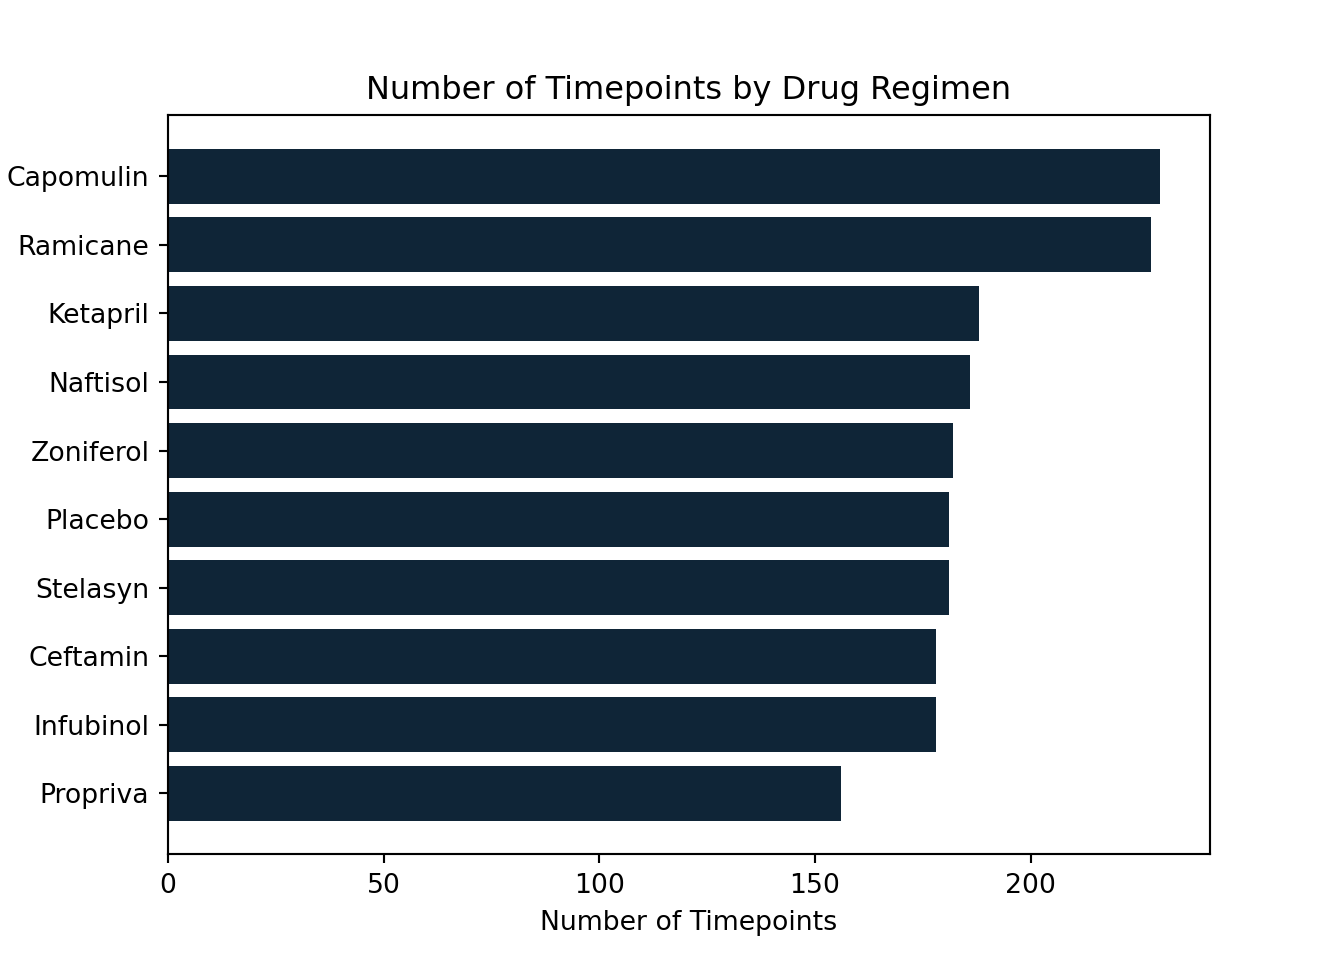 Number of Timepoints by Drug Regimen
Capomulin
Ramicane
Ketapril
Naftisol
Zoniferol
Placebo
Stelasyn
Ceftamin
Infubinol
Propriva
0 50 100 150 200
Number of Timepoints